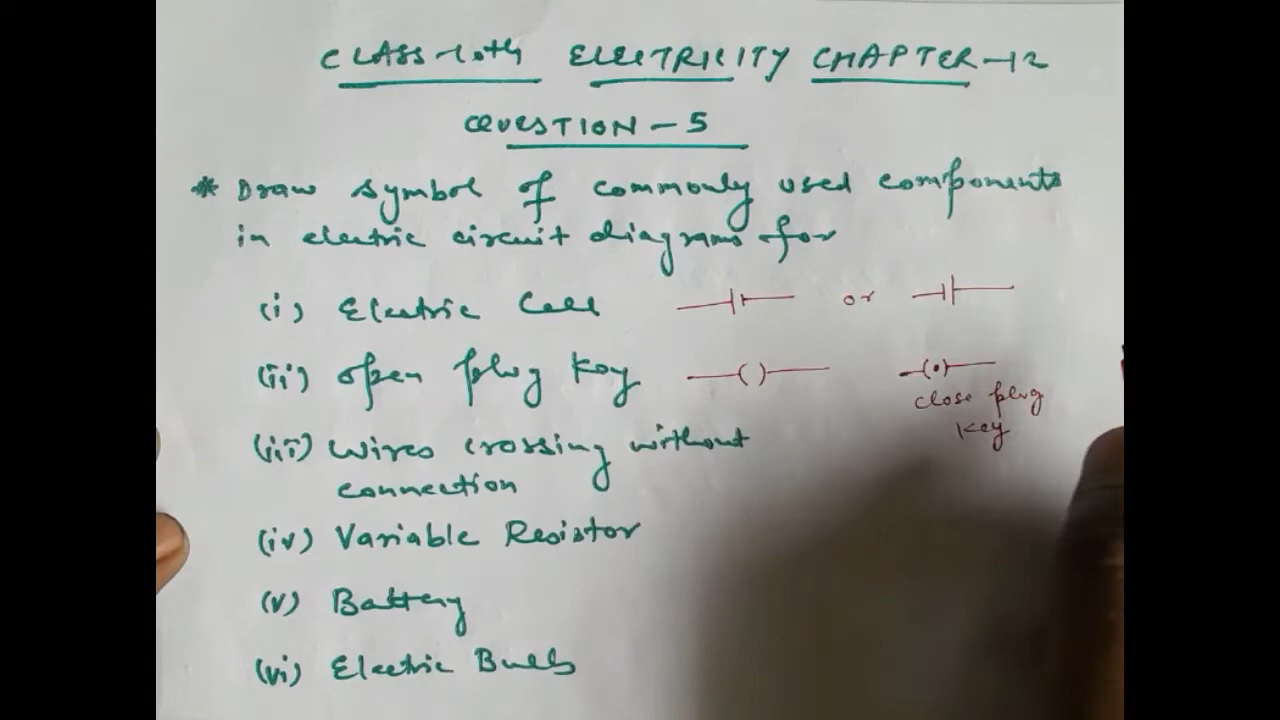 CLASS-10th ELECTRICITY CHAPTER-12
QUESTION-5
* Draw symbol of commonly used components
in electric circuit diagrams for
(i) Electric Cell or
(ii) open plug key
close plug
key
(iii) Wires crossing without
connection
(iv) Variable Resistor
(v) Battery
(vi) Electric Bulb